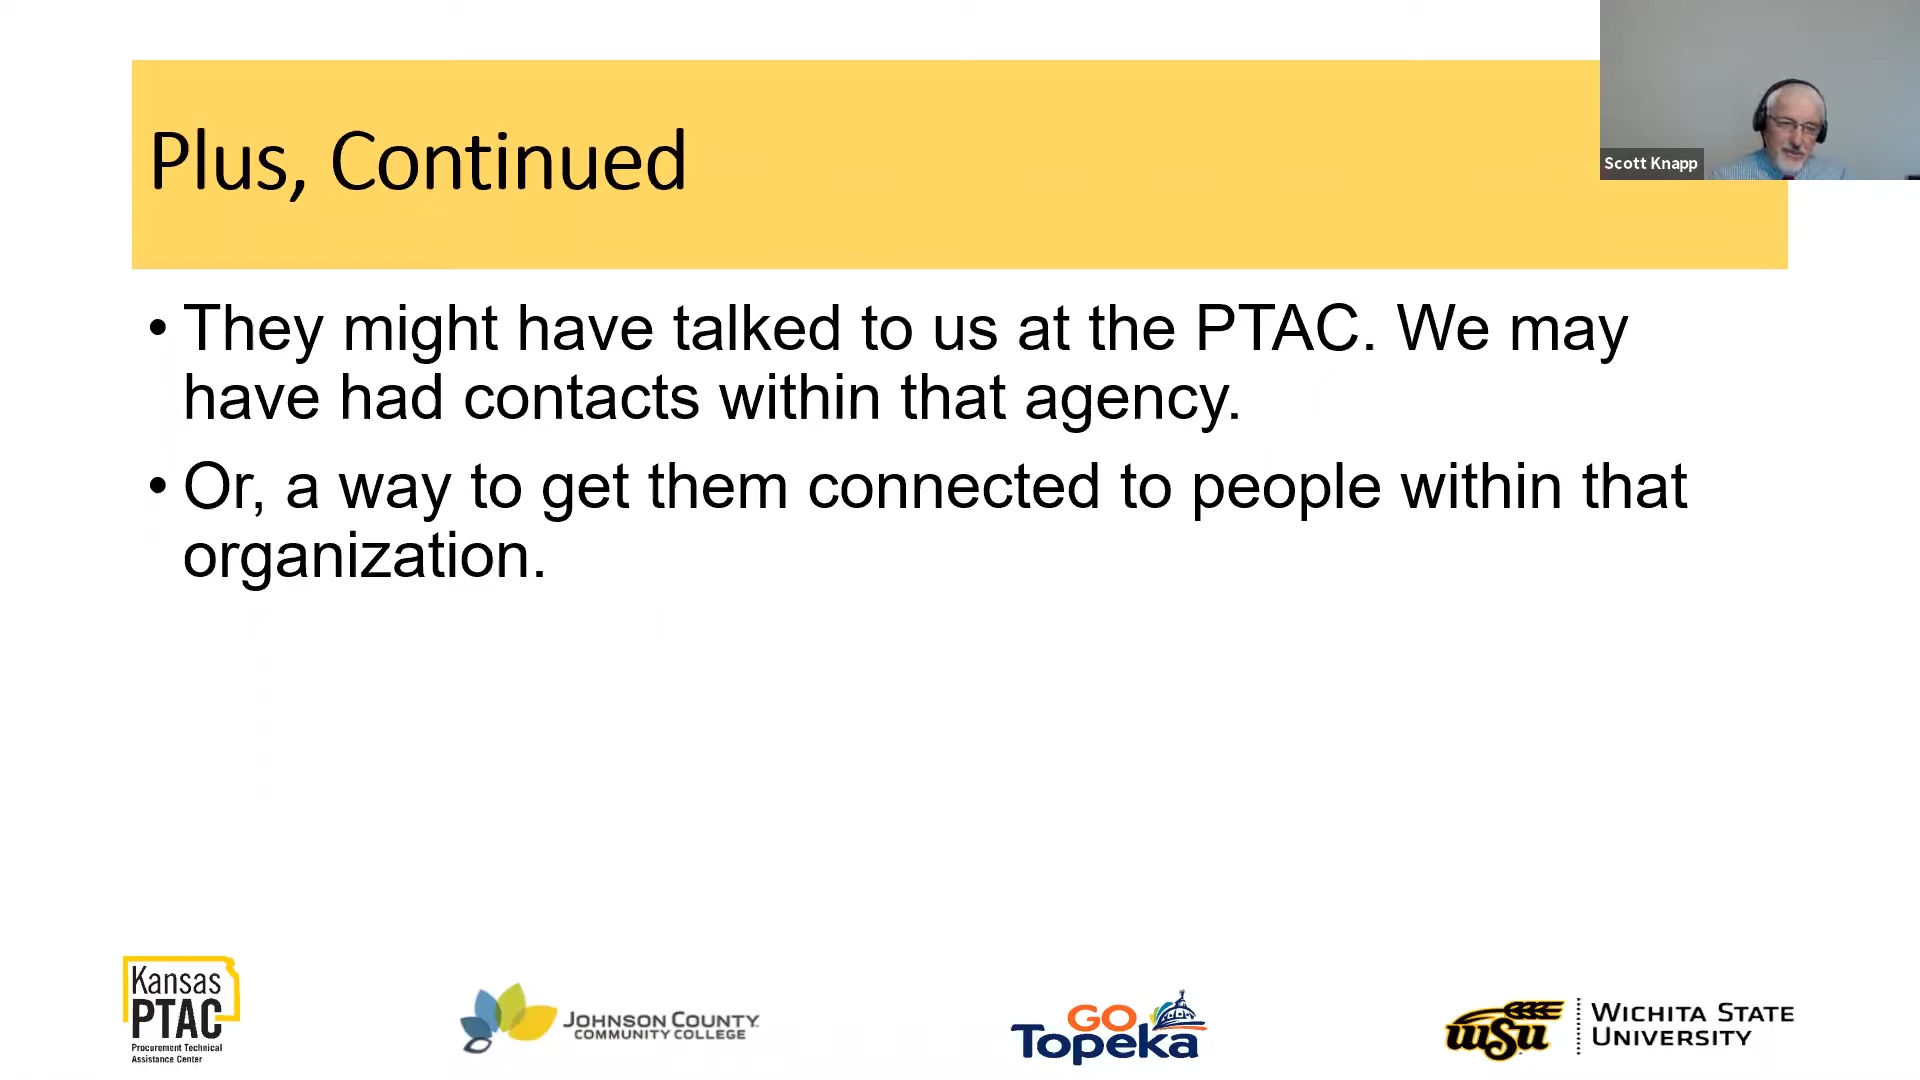 Plus, Continued
Scott Knapp
• They might have talked to us at the PTAC. We may
have had contacts within that agency.
• Or, a way to get them connected to people within that
organization.
Kansas
PTAC
Procurement Technical
Assistance Center
JOHNSON COUNTY
COMMUNITY COLLEGE
GO
Topeka
WSU
WICHITA STATE
UNIVERSITY